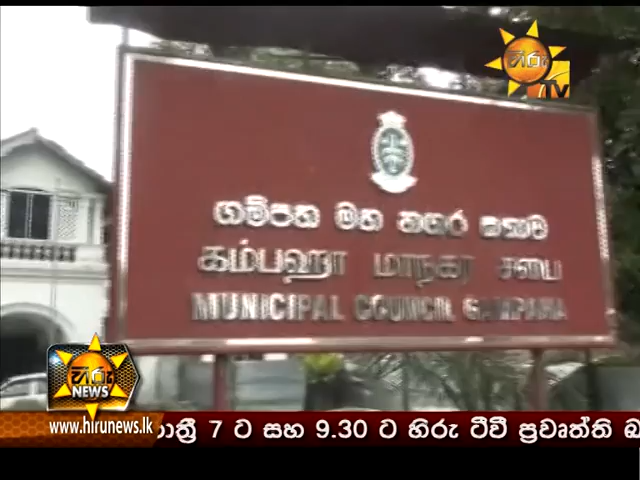 හිරු
TV
ගම්පහ මහ නගර සභාව
கம்பஹா மாநகர சபை
MUNICIPAL COUNCIL GAMPAHA
හිරු
NEWS
www.hirunews.lk
රාත්‍රී 7 ට සහ 9.30 ට හිරු ටීවී ප්‍රවෘත්ති